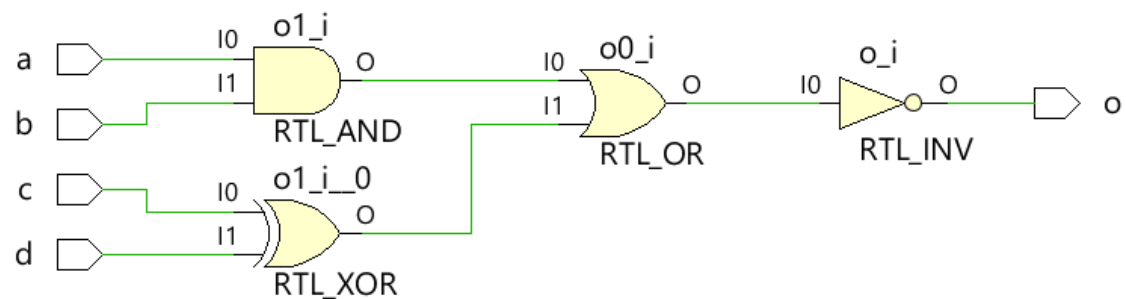 o1_i
a
I0
I1
O
b
RTL_AND
o0_i
I0
I1
O
RTL_OR
o_i
I0
O
RTL_INV
o
c
d
o1_i__0
I0
I1
O
RTL_XOR